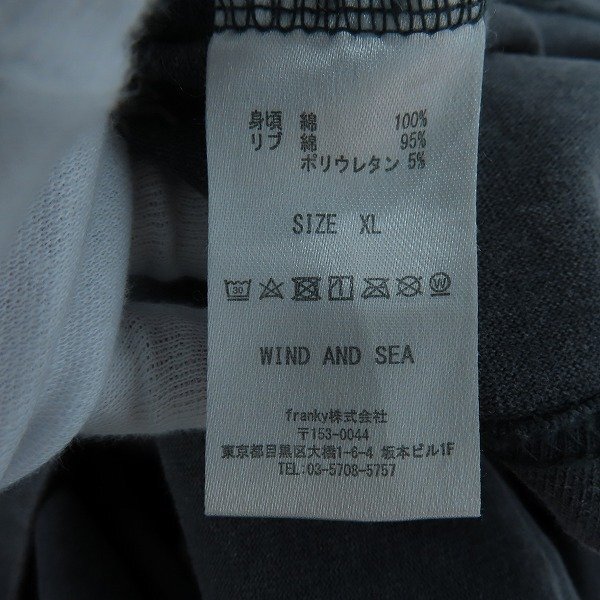 身頃 綿 100%
リブ 綿 95%
ポリウレタン 5%
SIZE XL
30 W
WIND AND SEA
franky株式会社
〒153-0044
東京都目黒区大橋1-6-4 坂本ビル1F
TEL:03-5708-5757